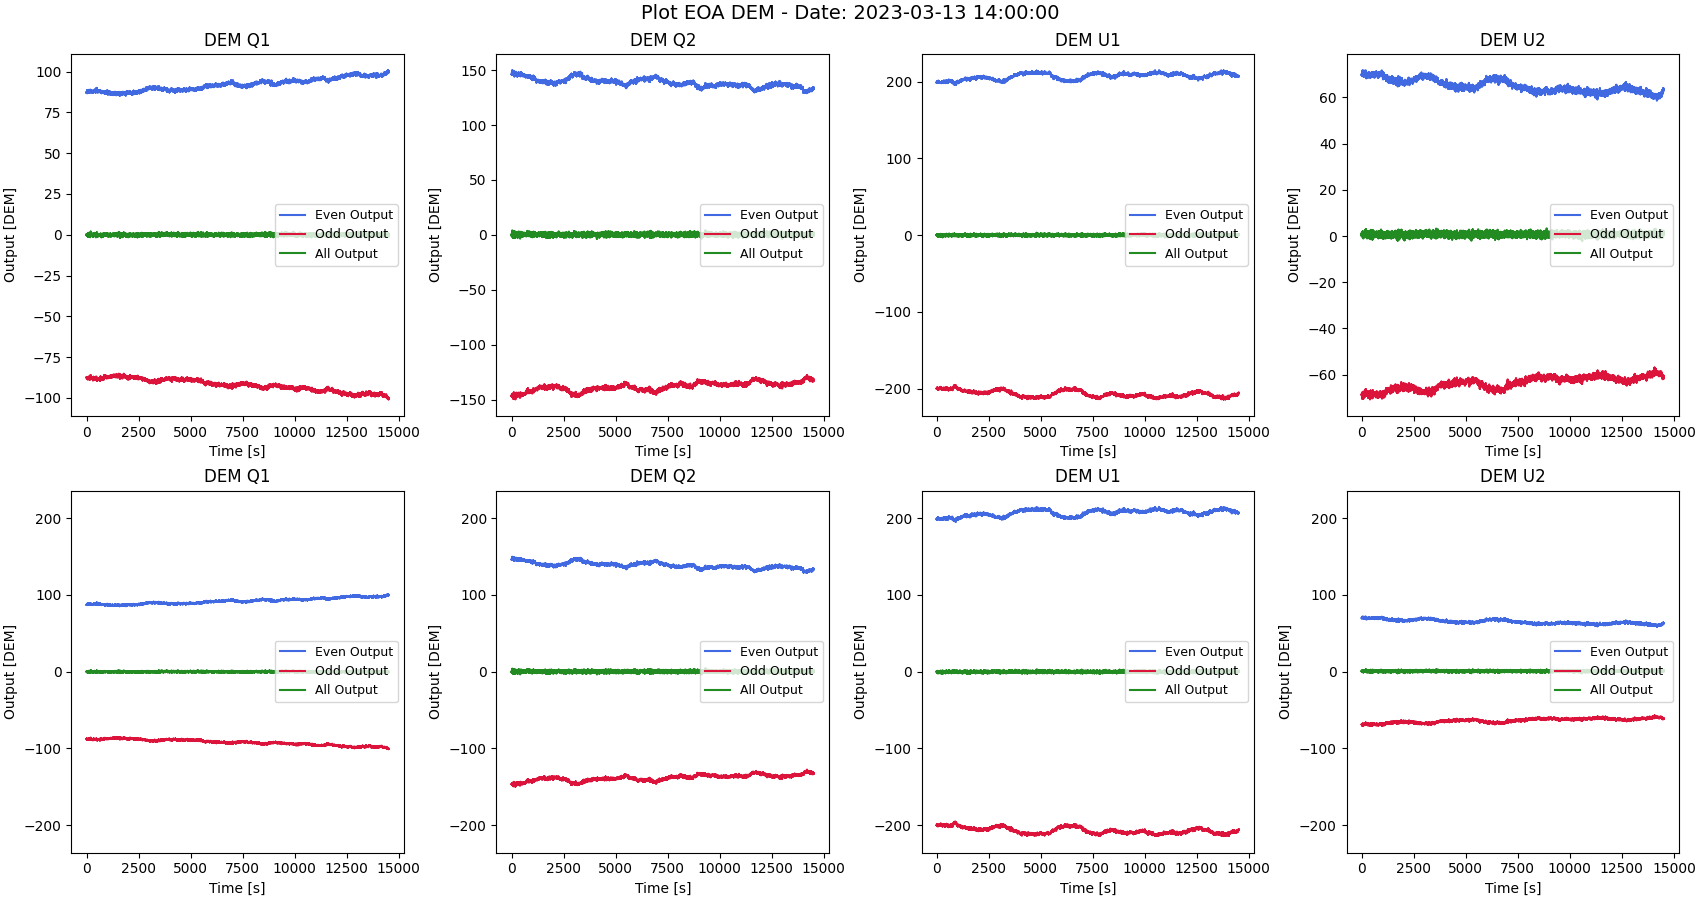 Plot EOA DEM - Date: 2023-03-13 14:00:00
DEM Q1
100
75
50
25
0
−25
−50
−75
−100
Output [DEM]
Even Output
Odd Output
All Output
0 2500 5000 7500 10000 12500 15000
Time [s]
DEM Q2
150
100
50
0
−50
−100
−150
Output [DEM]
Even Output
Odd Output
All Output
0 2500 5000 7500 10000 12500 15000
Time [s]
DEM U1
200
100
0
−100
−200
Output [DEM]
Even Output
Odd Output
All Output
0 2500 5000 7500 10000 12500 15000
Time [s]
DEM U2
60
40
20
0
−20
−40
−60
Output [DEM]
Even Output
Odd Output
All Output
0 2500 5000 7500 10000 12500 15000
Time [s]
DEM Q1
200
100
0
−100
−200
Output [DEM]
Even Output
Odd Output
All Output
0 2500 5000 7500 10000 12500 15000
Time [s]
DEM Q2
200
100
0
−100
−200
Output [DEM]
Even Output
Odd Output
All Output
0 2500 5000 7500 10000 12500 15000
Time [s]
DEM U1
200
100
0
−100
−200
Output [DEM]
Even Output
Odd Output
All Output
0 2500 5000 7500 10000 12500 15000
Time [s]
DEM U2
200
100
0
−100
−200
Output [DEM]
Even Output
Odd Output
All Output
0 2500 5000 7500 10000 12500 15000
Time [s]